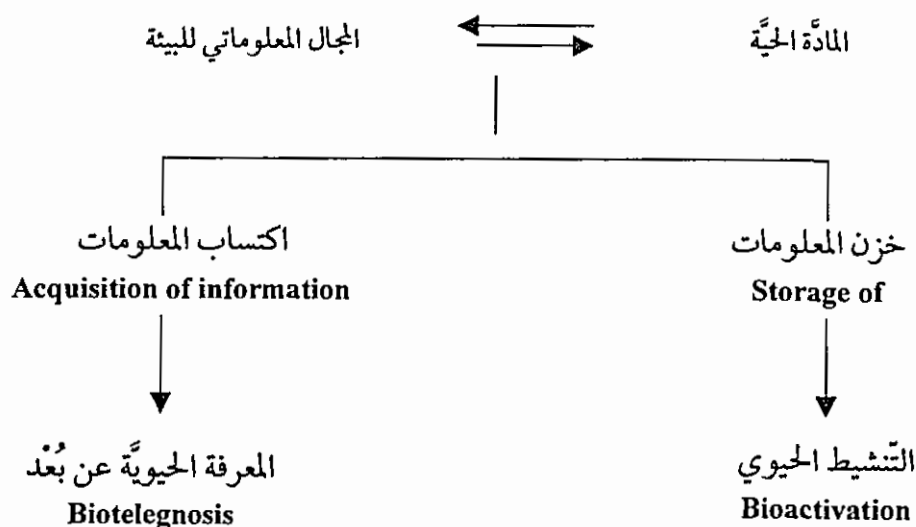 المادَّة الحيَّة
المجال المعلوماتي للبيئة
خزن المعلومات
Storage of
اكتساب المعلومات
Acquisition of information
التّنشيط الحيوي
Bioactivation
المعرفة الحيويَّة عن بُعْد
Biotelegnosis